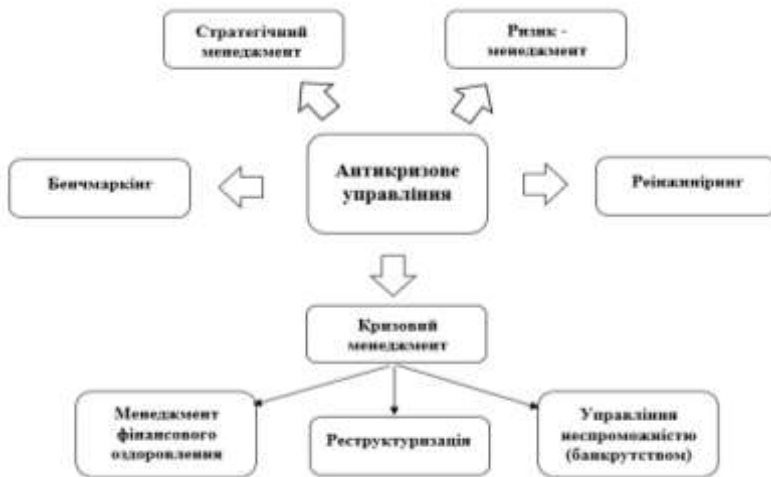 Стратегічний
менеджмент
Ризик -
менеджмент
Антикризове
управління
Бенчмаркінг
Реінжиніринг
Кризовий
менеджмент
Менеджмент
фінансового
оздоровлення
Реструктуризація
Управління
неспроможністю
(банкрутством)